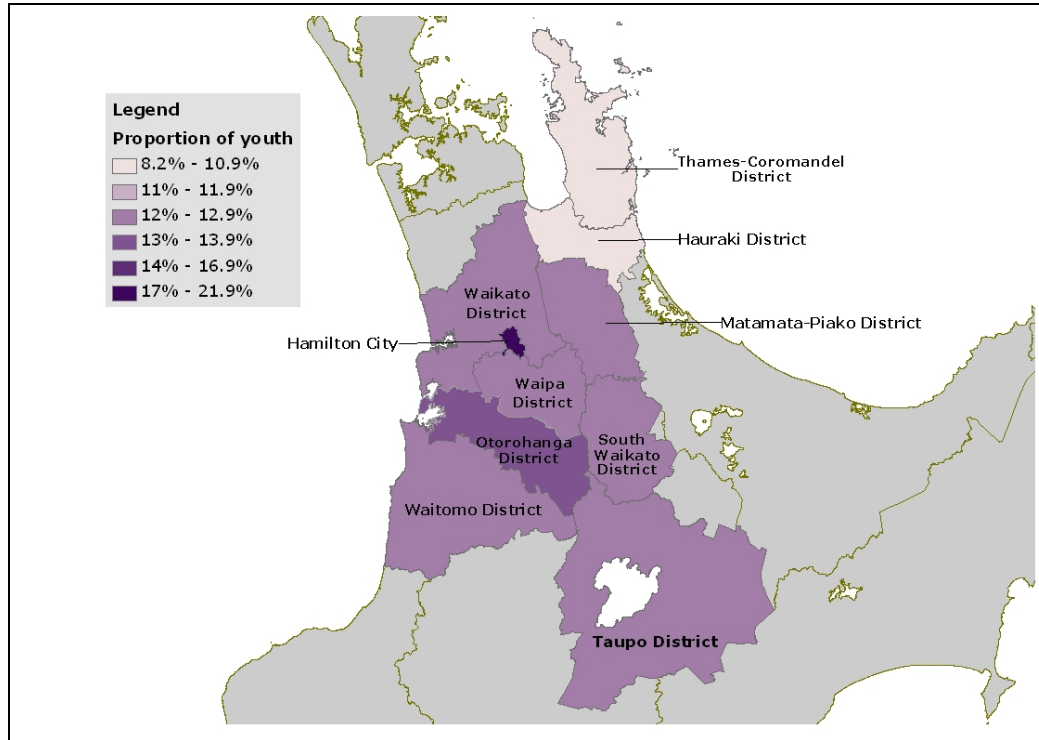 Legend
Proportion of youth
8.2% - 10.9%
11% - 11.9%
12% - 12.9%
13% - 13.9%
14% - 16.9%
17% - 21.9%
Thames-Coromandel
District
Hauraki District
Waikato
District
Matamata-Piako District
Hamilton City
Waipa
District
Otorohanga
District
South
Waikato
District
Waitomo District
Taupo District